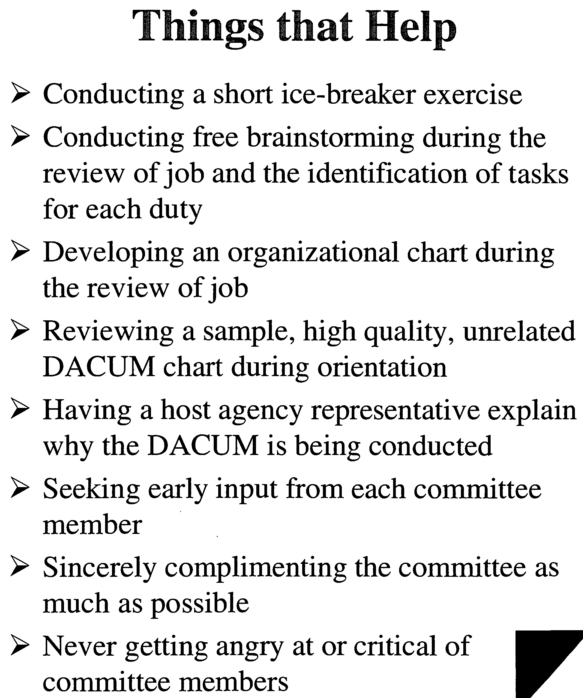 Things that Help
➢ Conducting a short ice-breaker exercise
➢ Conducting free brainstorming during the
review of job and the identification of tasks
for each duty
➢ Developing an organizational chart during
the review of job
➢ Reviewing a sample, high quality, unrelated
DACUM chart during orientation
➢ Having a host agency representative explain
why the DACUM is being conducted
➢ Seeking early input from each committee
member
➢ Sincerely complimenting the committee as
much as possible
➢ Never getting angry at or critical of
committee members